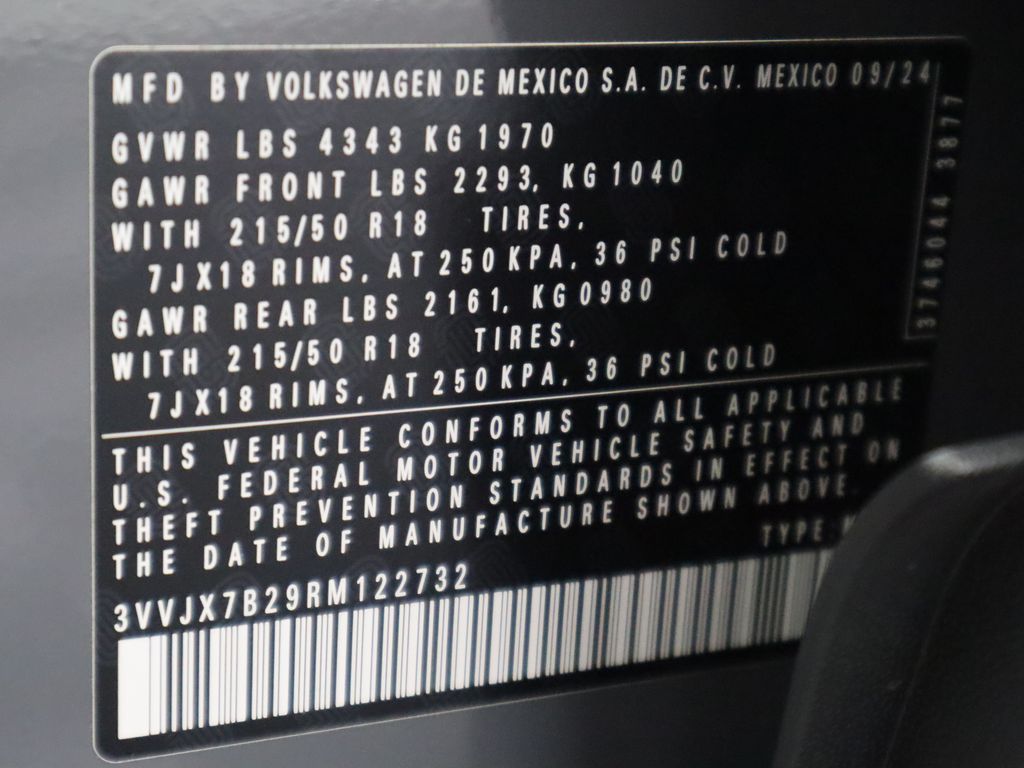 MFD BY VOLKSWAGEN DE MEXICO S.A. DE C.V. MEXICO 09/24
GVWR LBS 4343 KG 1970
GAWR FRONT LBS 2293, KG 1040
WITH 215/50 R18 TIRES,
7JX18 RIMS, AT 250 KPA, 36 PSI COLD
GAWR REAR LBS 2161, KG 0980
WITH 215/50 R18 TIRES,
7JX18 RIMS, AT 250 KPA, 36 PSI COLD
3746044 3877
THIS VEHICLE CONFORMS TO ALL APPLICABLE
U.S. FEDERAL MOTOR VEHICLE SAFETY AND
THEFT PREVENTION STANDARDS IN EFFECT ON
THE DATE OF MANUFACTURE SHOWN ABOVE.
TYPE:
3VVJX7B29RM122732